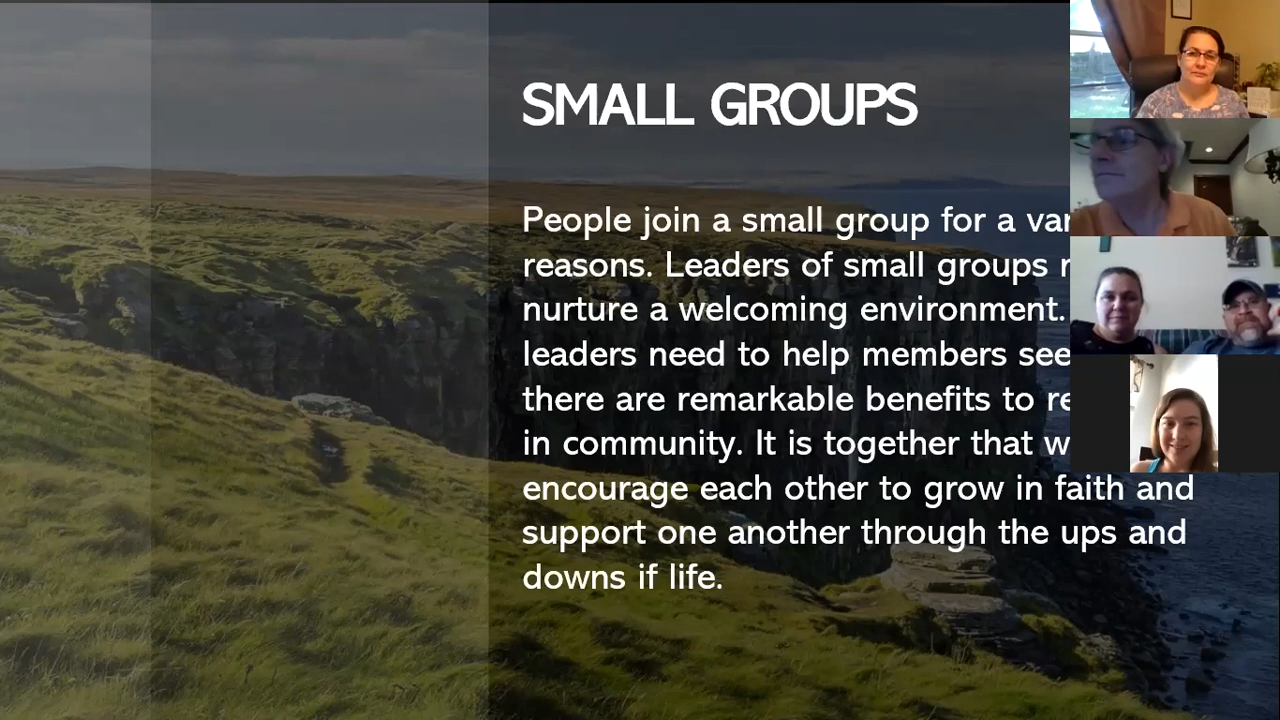 SMALL GROUPS
People join a small group for a
reasons. Leaders of small groups
nurture a welcoming environment.
leaders need to help members
there are remarkable benefits to
in community. It is together that
encourage each other to grow in faith and
support one another through the ups and
downs if life.